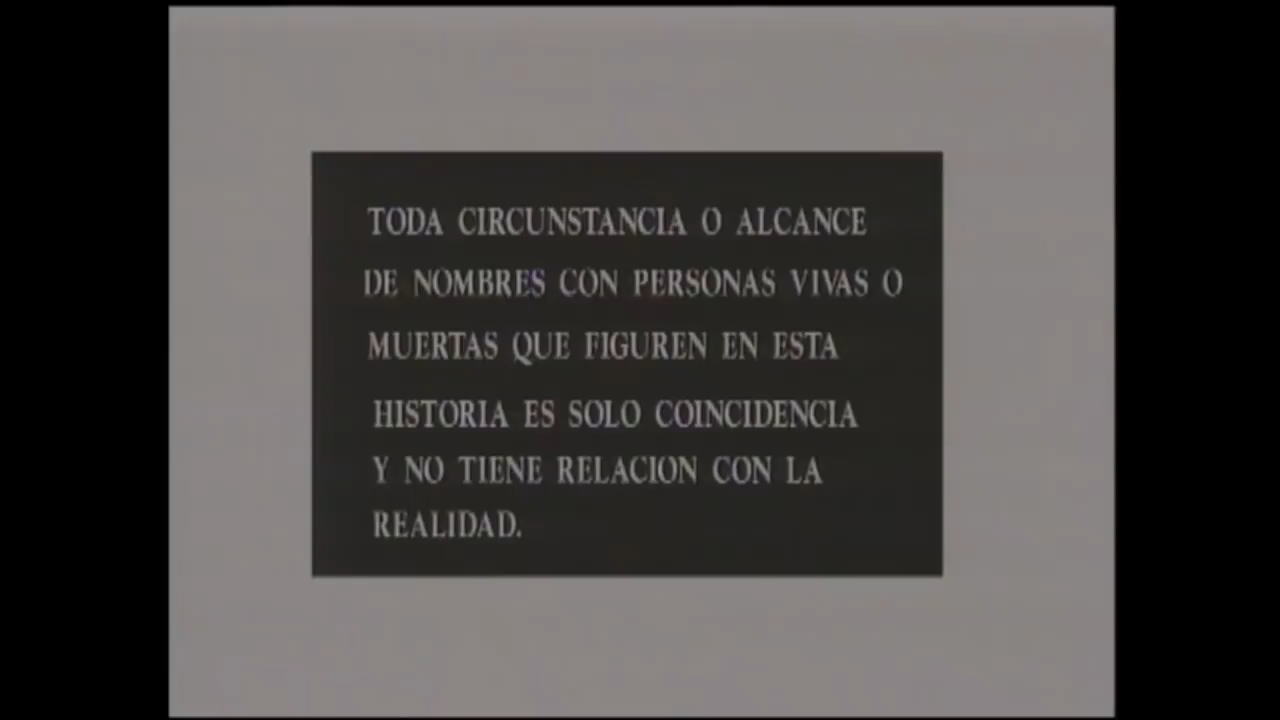 TODA CIRCUNSTANCIA O ALCANCE
DE NOMBRES CON PERSONAS VIVAS O
MUERTAS QUE FIGUREN EN ESTA
HISTORIA ES SOLO COINCIDENCIA
Y NO TIENE RELACION CON LA
REALIDAD.